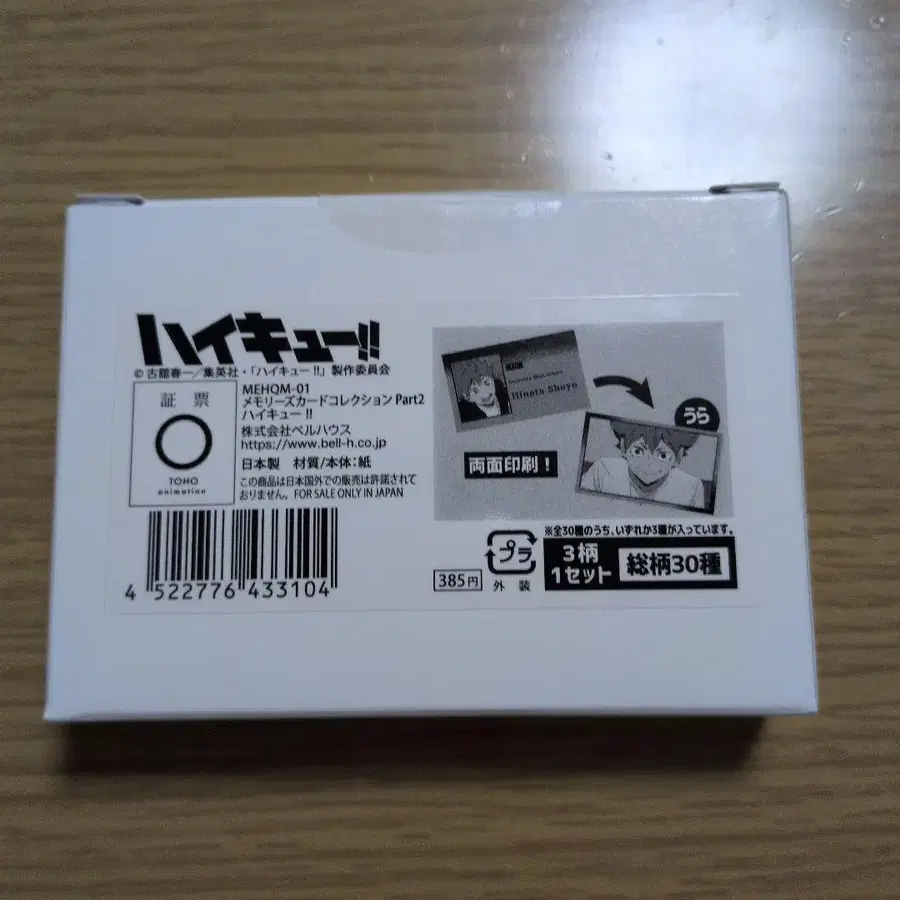 ハイキュー!!
© 古舘春一／集英社・「ハイキュー!!」製作委員会
証 票
TOHO
animation
MEHQM-01
メモリーズカードコレクション Part2
ハイキュー!!
株式会社ベルハウス
https://www.bell-h.co.jp
日本製 材質/本体:紙
この商品は日本国外での販売は許諾されて
おりません。FOR SALE ONLY IN JAPAN
4 522776 433104
Hinata Shoyo
うら
両面印刷!
※全30種のうち、いずれか3種が入っています。
プラ
外 装
385円
3柄
1セット
総柄30種